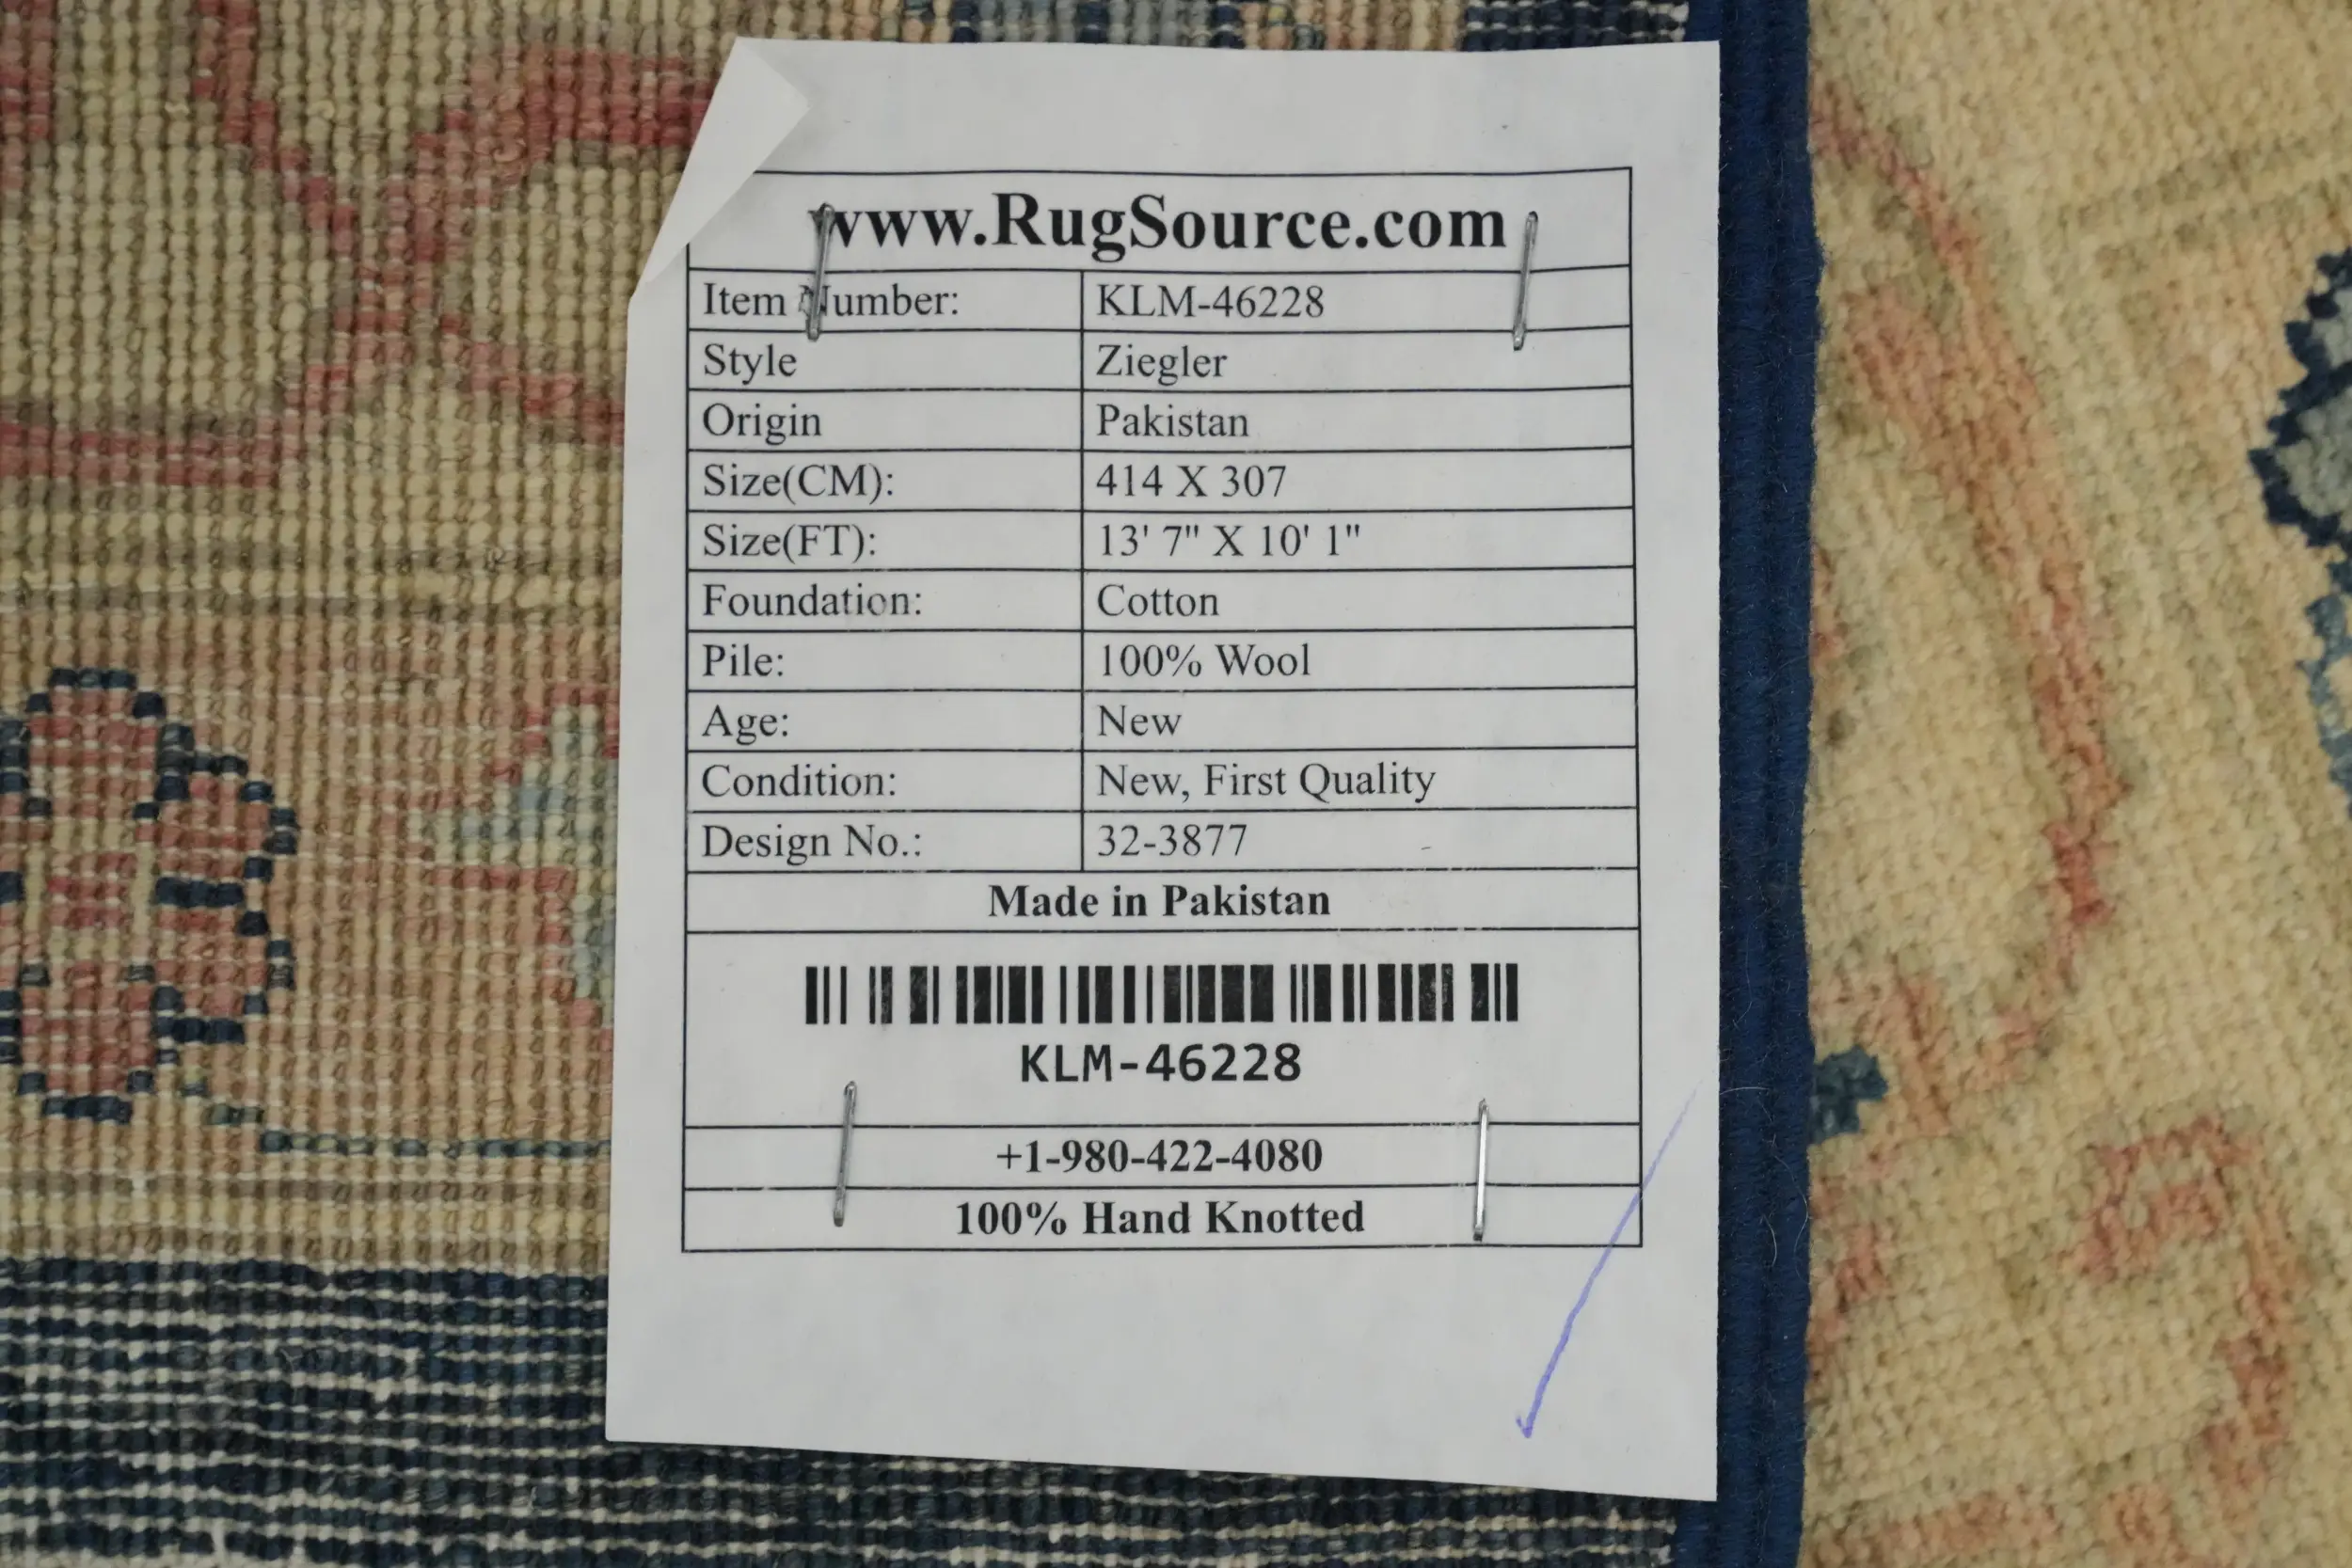 www.RugSource.com
Item Number: KLM-46228
Style Ziegler
Origin Pakistan
Size(CM): 414 X 307
Size(FT): 13' 7" X 10' 1"
Foundation: Cotton
Pile: 100% Wool
Age: New
Condition: New, First Quality
Design No.: 32-3877
Made in Pakistan
KLM-46228
+1-980-422-4080
100% Hand Knotted